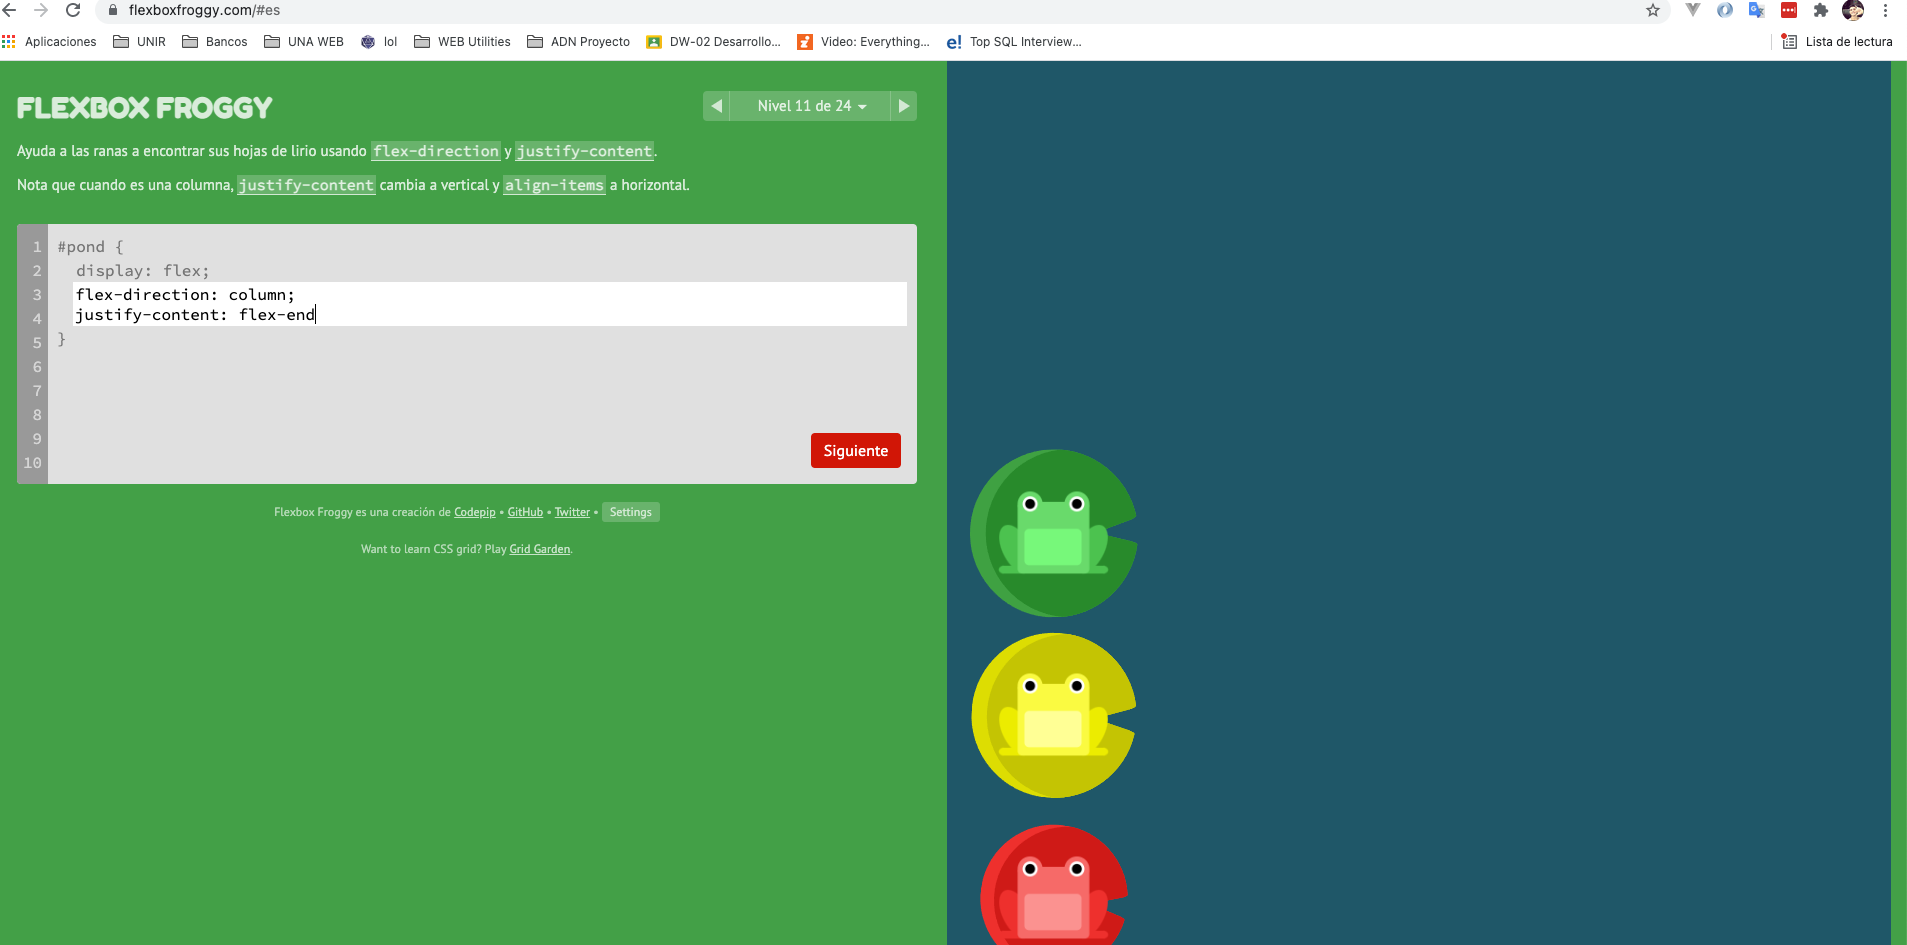 flexboxfroggy.com/#es
Aplicaciones UNIR Bancos UNA WEB lol WEB Utilities ADN Proyecto DW-02 Desarrollo... Video: Everything... Top SQL Interview... Lista de lectura
FLEXBOX FROGGY
Nivel 11 de 24
Ayuda a las ranas a encontrar sus hojas de lirio usando flex-direction y justify-content.
Nota que cuando es una columna, justify-content cambia a vertical y align-items a horizontal.
1 #pond {
2 display: flex;
3 flex-direction: column;
4 justify-content: flex-end
5 }
6
7
8
9
10
Siguiente
Flexbox Froggy es una creación de Codepip • GitHub • Twitter • Settings
Want to learn CSS grid? Play Grid Garden.